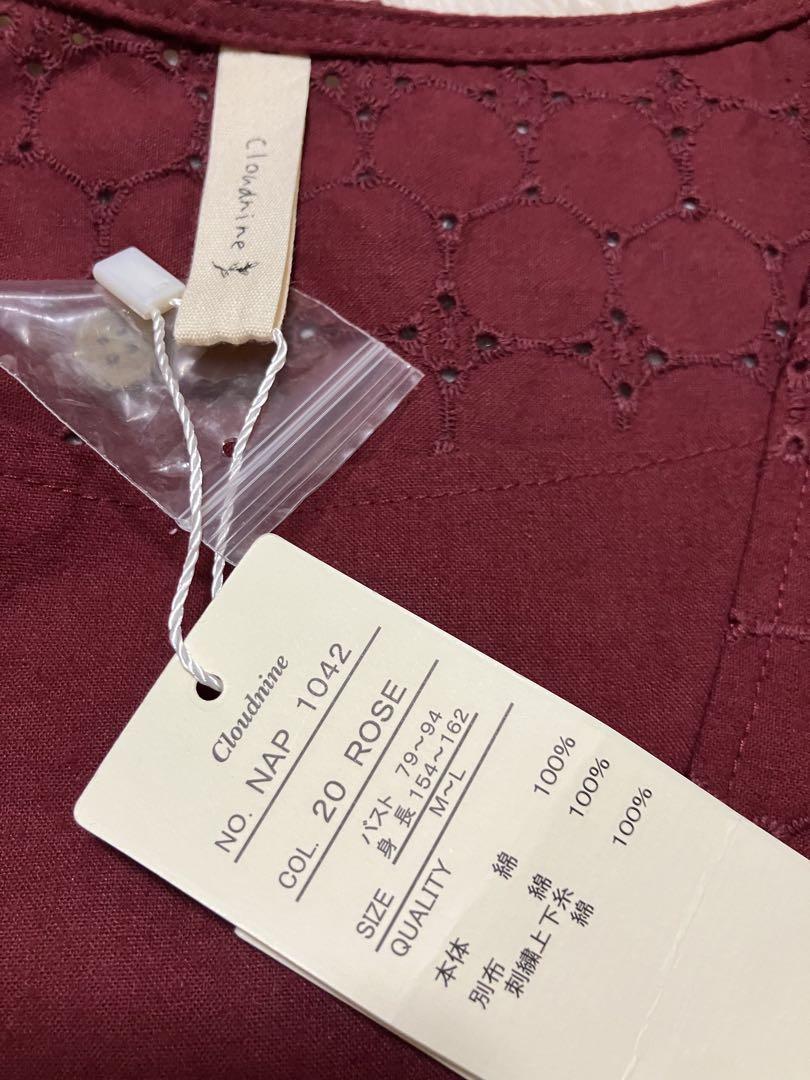 Cloudnine
Cloudnine
NO. NAP 1042
COL. 20 ROSE
SIZE バスト 79〜94
身 長 154〜162
M〜L
QUALITY
本体 綿 100%
別布 綿 100%
刺繍上下糸 綿 100%